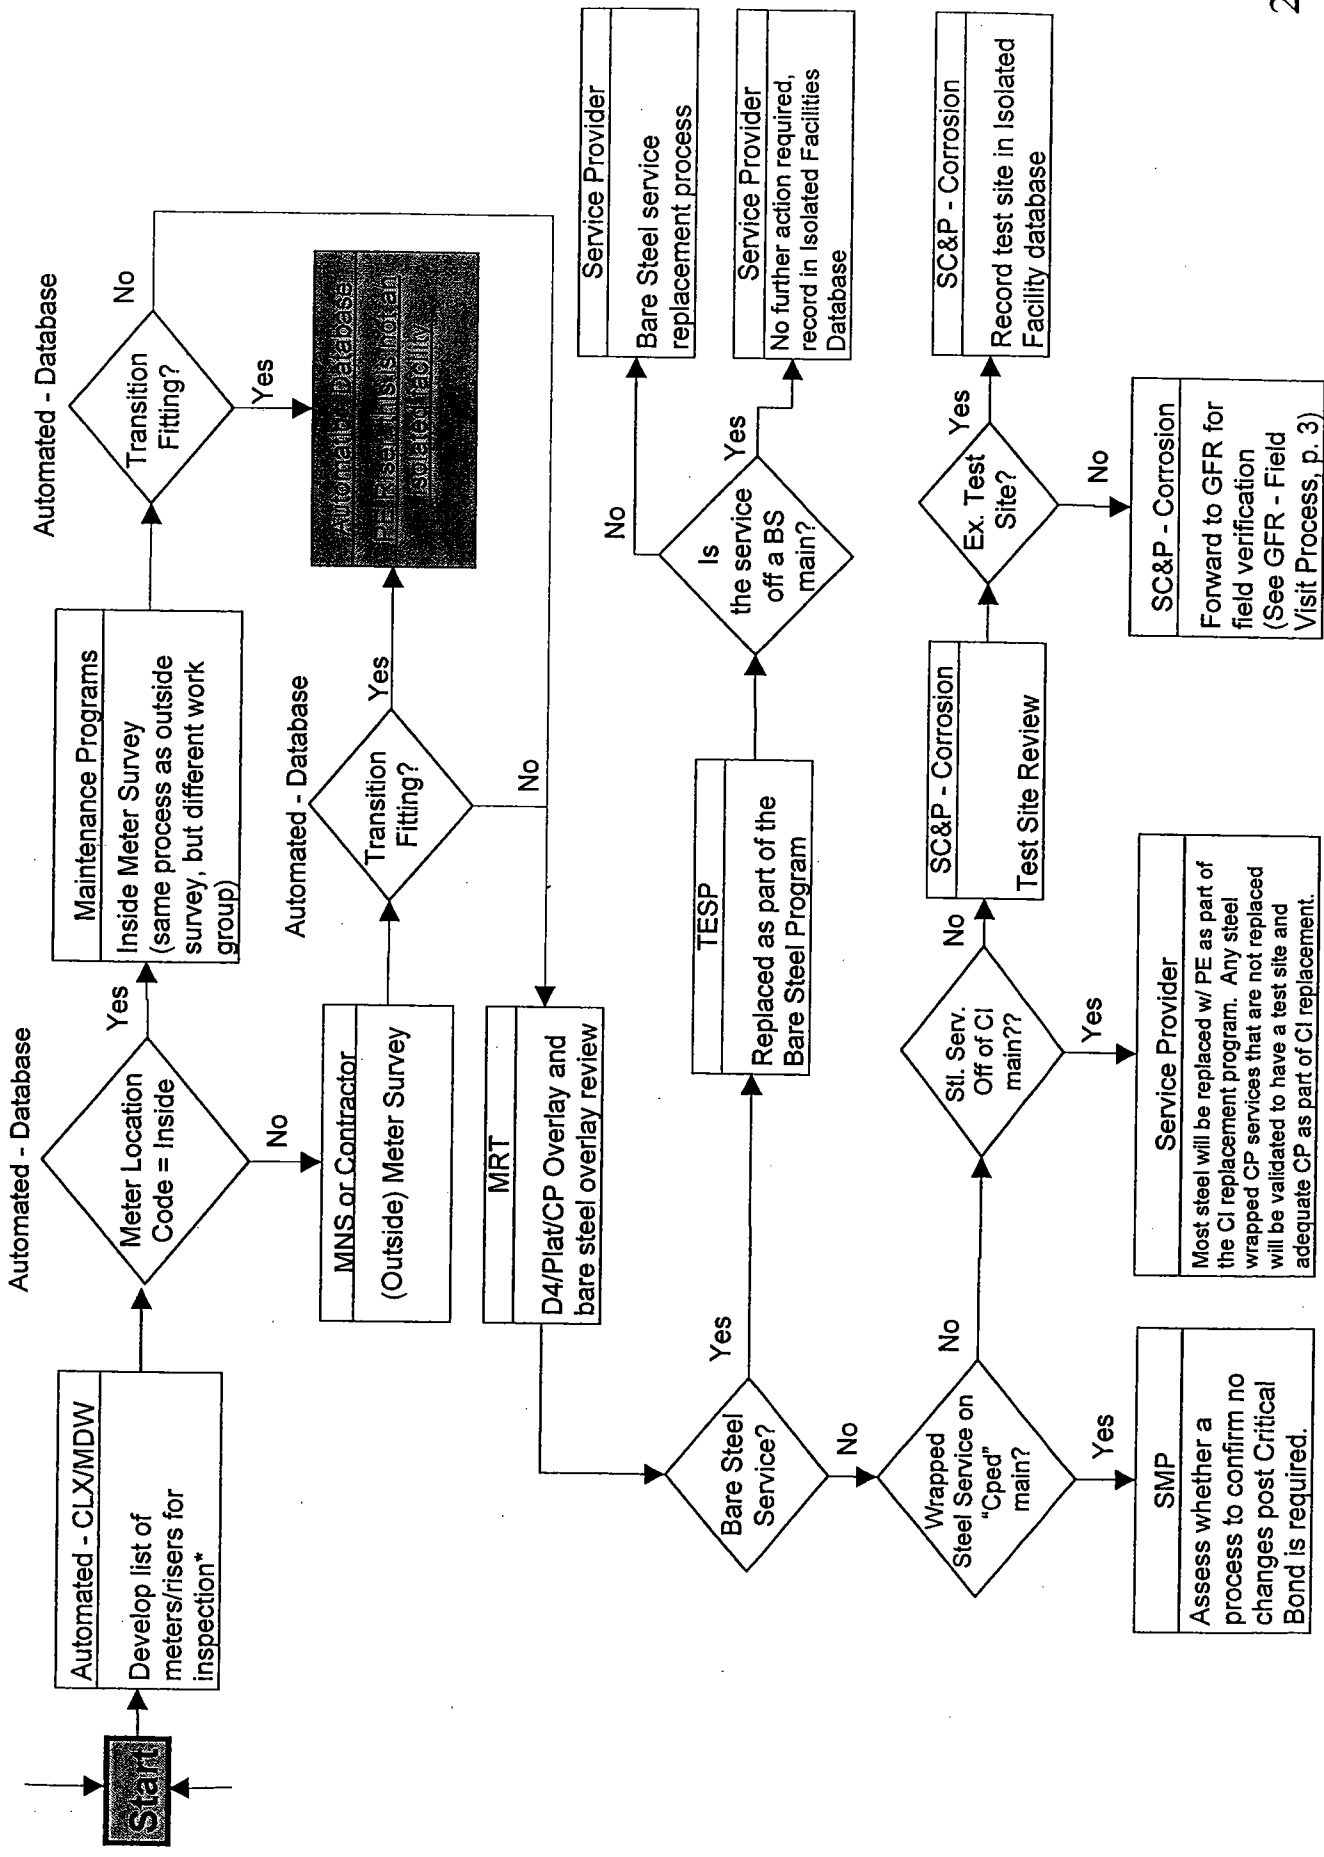 Start
Automated - CLX/MDW
Develop list of
meters/risers for
inspection*
Automated - Database
Meter Location
Code = Inside
Yes
No
Maintenance Programs
Inside Meter Survey
(same process as outside
survey, but different work
group)
Automated - Database
Transition
Fitting?
No
Yes
MNS or Contractor
(Outside) Meter Survey
Automated - Database
Transition
Fitting?
Yes
No
Automatic Database
PE Riser. This is not an
isolated facility
MRT
D4/Plat/CP Overlay and
bare steel overlay review
Bare Steel
Service?
Yes
No
TESP
Replaced as part of the
Bare Steel Program
Is
the service
off a BS
main?
No
Yes
Service Provider
Bare Steel service
replacement process
Service Provider
No further action required,
record in Isolated Facilities
Database
Wrapped
Steel Service on
"Cped"
main?
No
Yes
Stl. Serv.
Off of CI
main??
No
Yes
SC&P - Corrosion
Test Site Review
Ex. Test
Site?
Yes
No
SC&P - Corrosion
Record test site in Isolated
Facility database
SMP
Assess whether a
process to confirm no
changes post Critical
Bond is required.
Service Provider
Most steel will be replaced w/ PE as part of
the CI replacement program. Any steel
wrapped CP services that are not replaced
will be validated to have a test site and
adequate CP as part of CI replacement.
SC&P - Corrosion
Forward to GFR for
field verification
(See GFR - Field
Visit Process, p. 3)
2